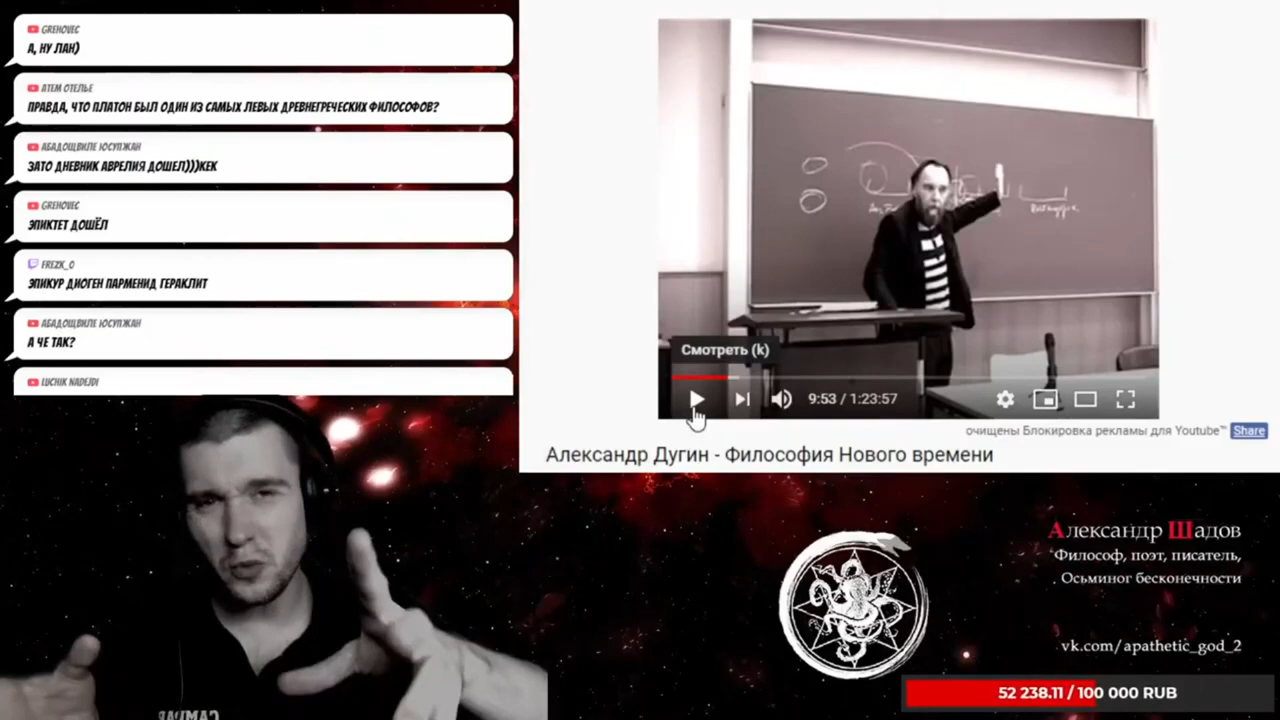 GREHOVEC
А, НУ ЛАН)
АТЕМ ОТЕЛЬЕ
ПРАВДА, ЧТО ПЛАТОН БЫЛ ОДИН ИЗ САМЫХ ЛЕВЫХ ДРЕВНЕГРЕЧЕСКИХ ФИЛОСОФОВ?
АБАДОЩВИЛЕ ЮСУПЖАН
ЗАТО ДНЕВНИК АВРЕЛИЯ ДОШЕЛ)))КЕК
GREHOVEC
ЭПИКТЕТ ДОШЁЛ
FREZK_O
ЭПИКУР ДИОГЕН ПАРМЕНИД ГЕРАКЛИТ
АБАДОЩВИЛЕ ЮСУПЖАН
А ЧЕ ТАК?
LUCHIK NADEJDI
Смотреть (k)
9:53 / 1:23:57
очищены Блокировка рекламы для Youtube™ Share
Александр Дугин - Философия Нового времени
Александр Шадов
Философ, поэт, писатель,
Осьминог бесконечности
vk.com/apathetic_god_2
52 238.11 / 100 000 RUB